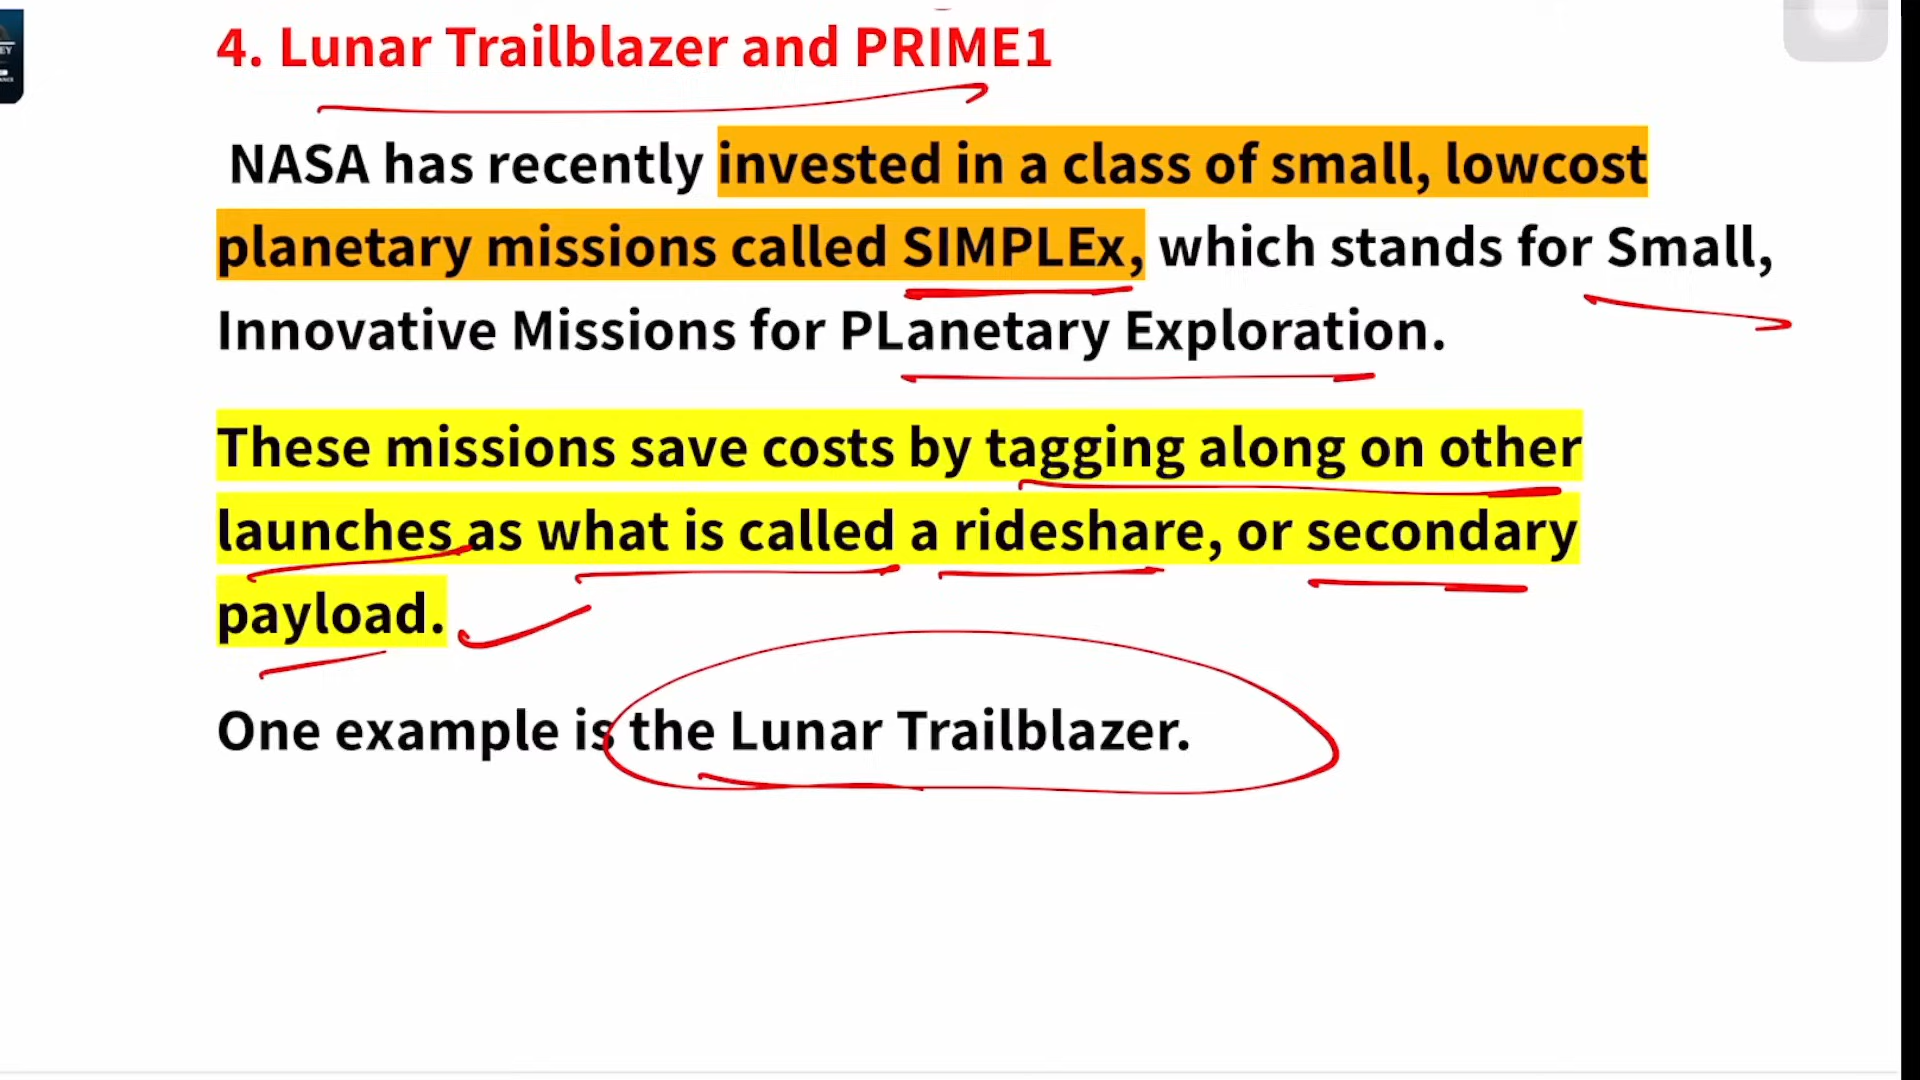 4. Lunar Trailblazer and PRIME1
NASA has recently invested in a class of small, lowcost
planetary missions called SIMPLEx, which stands for Small,
Innovative Missions for PLanetary Exploration.
These missions save costs by tagging along on other
launches as what is called a rideshare, or secondary
payload.
One example is the Lunar Trailblazer.